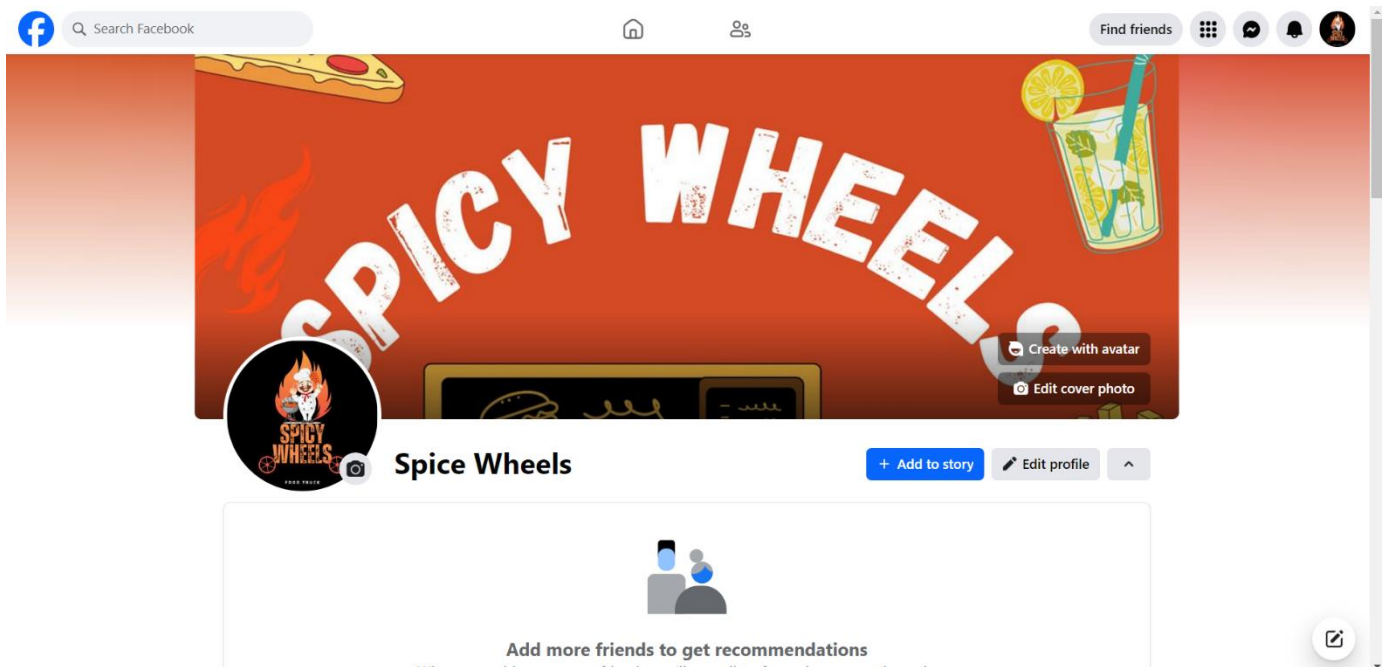 Search Facebook
Find friends
SPICY WHEELS
Create with avatar
Edit cover photo
SPICY
WHEELS
FOOD TRUCK
Spice Wheels
+ Add to story
Edit profile
Add more friends to get recommendations